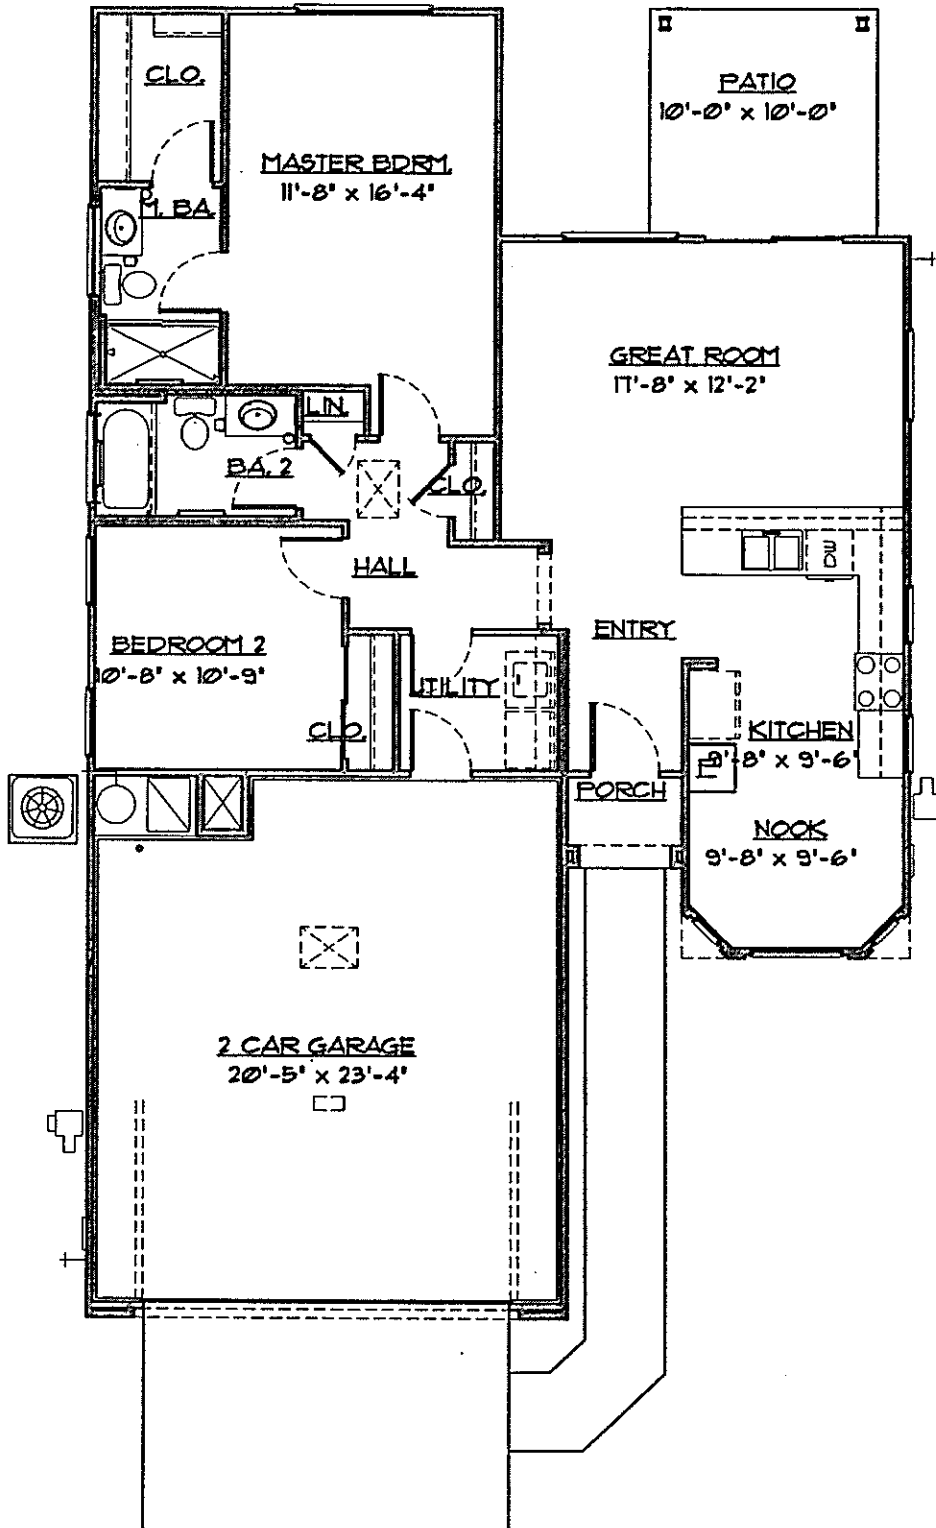 CLO.
PATIO
10'-0" x 10'-0"
MASTER BDRM.
11'-8" x 16'-4"
M. BA.
GREAT ROOM
17'-8" x 12'-2"
LIN.
BA. 2
CLO.
DW
HALL
ENTRY
BEDROOM 2
10'-8" x 10'-9"
UTILITY
CLO.
KITCHEN
9'-8" x 9'-6"
PORCH
NOOK
9'-8" x 9'-6"
2 CAR GARAGE
20'-5" x 23'-4"